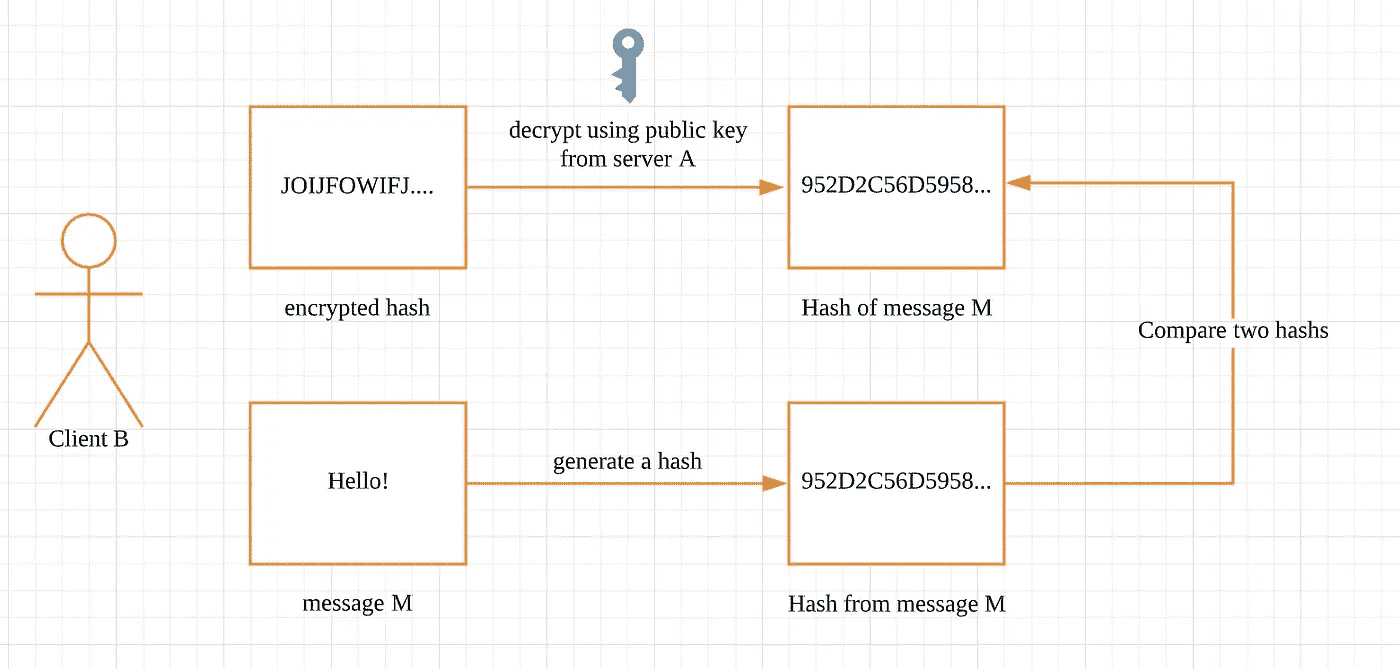 decrypt using public key
from server A
JOIJFOWIFJ....
952D2C56D5958...
encrypted hash
Hash of message M
Compare two hashs
Client B
generate a hash
Hello!
952D2C56D5958...
message M
Hash from message M